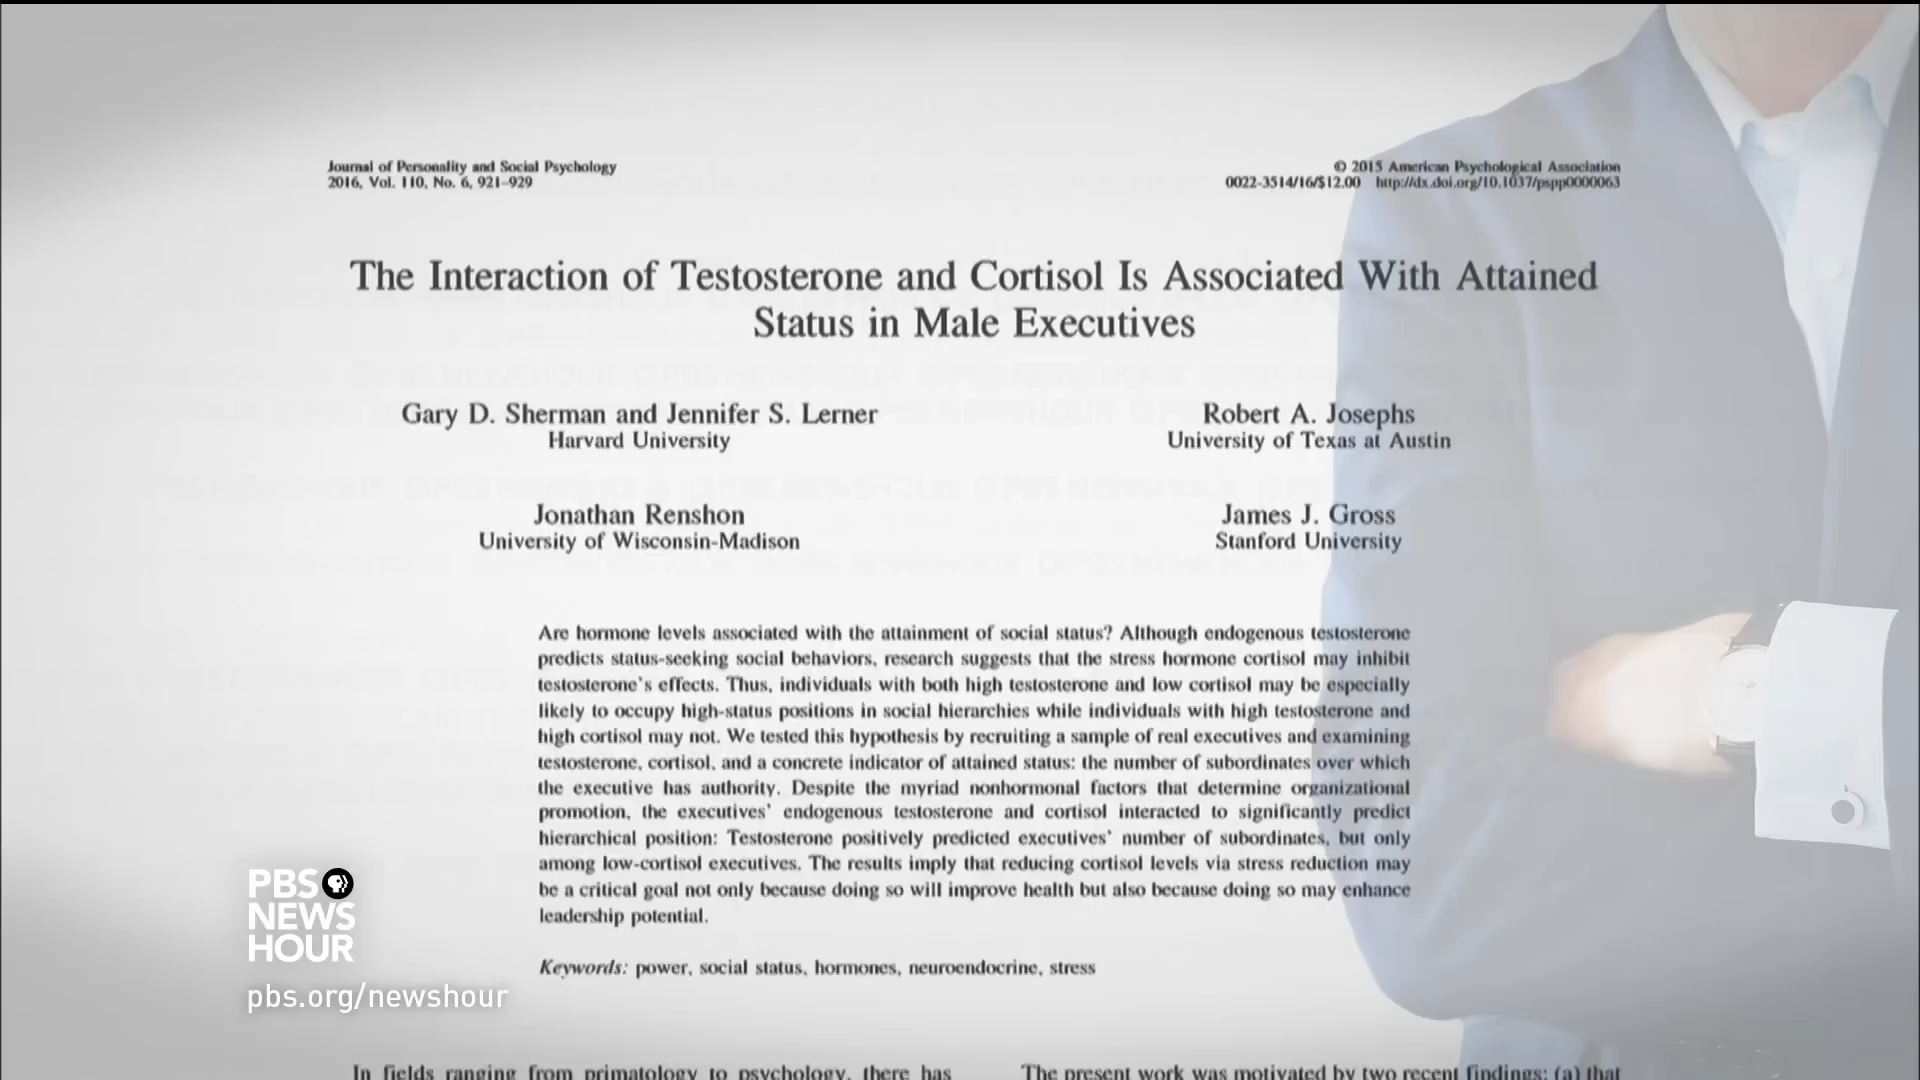 Journal of Personality and Social Psychology
2016, Vol. 110, No. 6, 921–929
© 2015 American Psychological Association
0022-3514/16/$12.00 http://dx.doi.org/10.1037/pspp0000063
The Interaction of Testosterone and Cortisol Is Associated With Attained
Status in Male Executives
Gary D. Sherman and Jennifer S. Lerner
Harvard University
Robert A. Josephs
University of Texas at Austin
Jonathan Renshon
University of Wisconsin-Madison
James J. Gross
Stanford University
Are hormone levels associated with the attainment of social status? Although endogenous testosterone
predicts status-seeking social behaviors, research suggests that the stress hormone cortisol may inhibit
testosterone's effects. Thus, individuals with both high testosterone and low cortisol may be especially
likely to occupy high-status positions in social hierarchies while individuals with high testosterone and
high cortisol may not. We tested this hypothesis by recruiting a sample of real executives and examining
testosterone, cortisol, and a concrete indicator of attained status: the number of subordinates over which
the executive has authority. Despite the myriad nonhormonal factors that determine organizational
promotion, the executives' endogenous testosterone and cortisol interacted to significantly predict
hierarchical position: Testosterone positively predicted executives' number of subordinates, but only
among low-cortisol executives. The results imply that reducing cortisol levels via stress reduction may
be a critical goal not only because doing so will improve health but also because doing so may enhance
leadership potential.
Keywords: power, social status, hormones, neuroendocrine, stress
PBS
NEWS
HOUR
pbs.org/newshour
In fields ranging from primatology to psychology, there has
The present work was motivated by two recent findings: (a) that